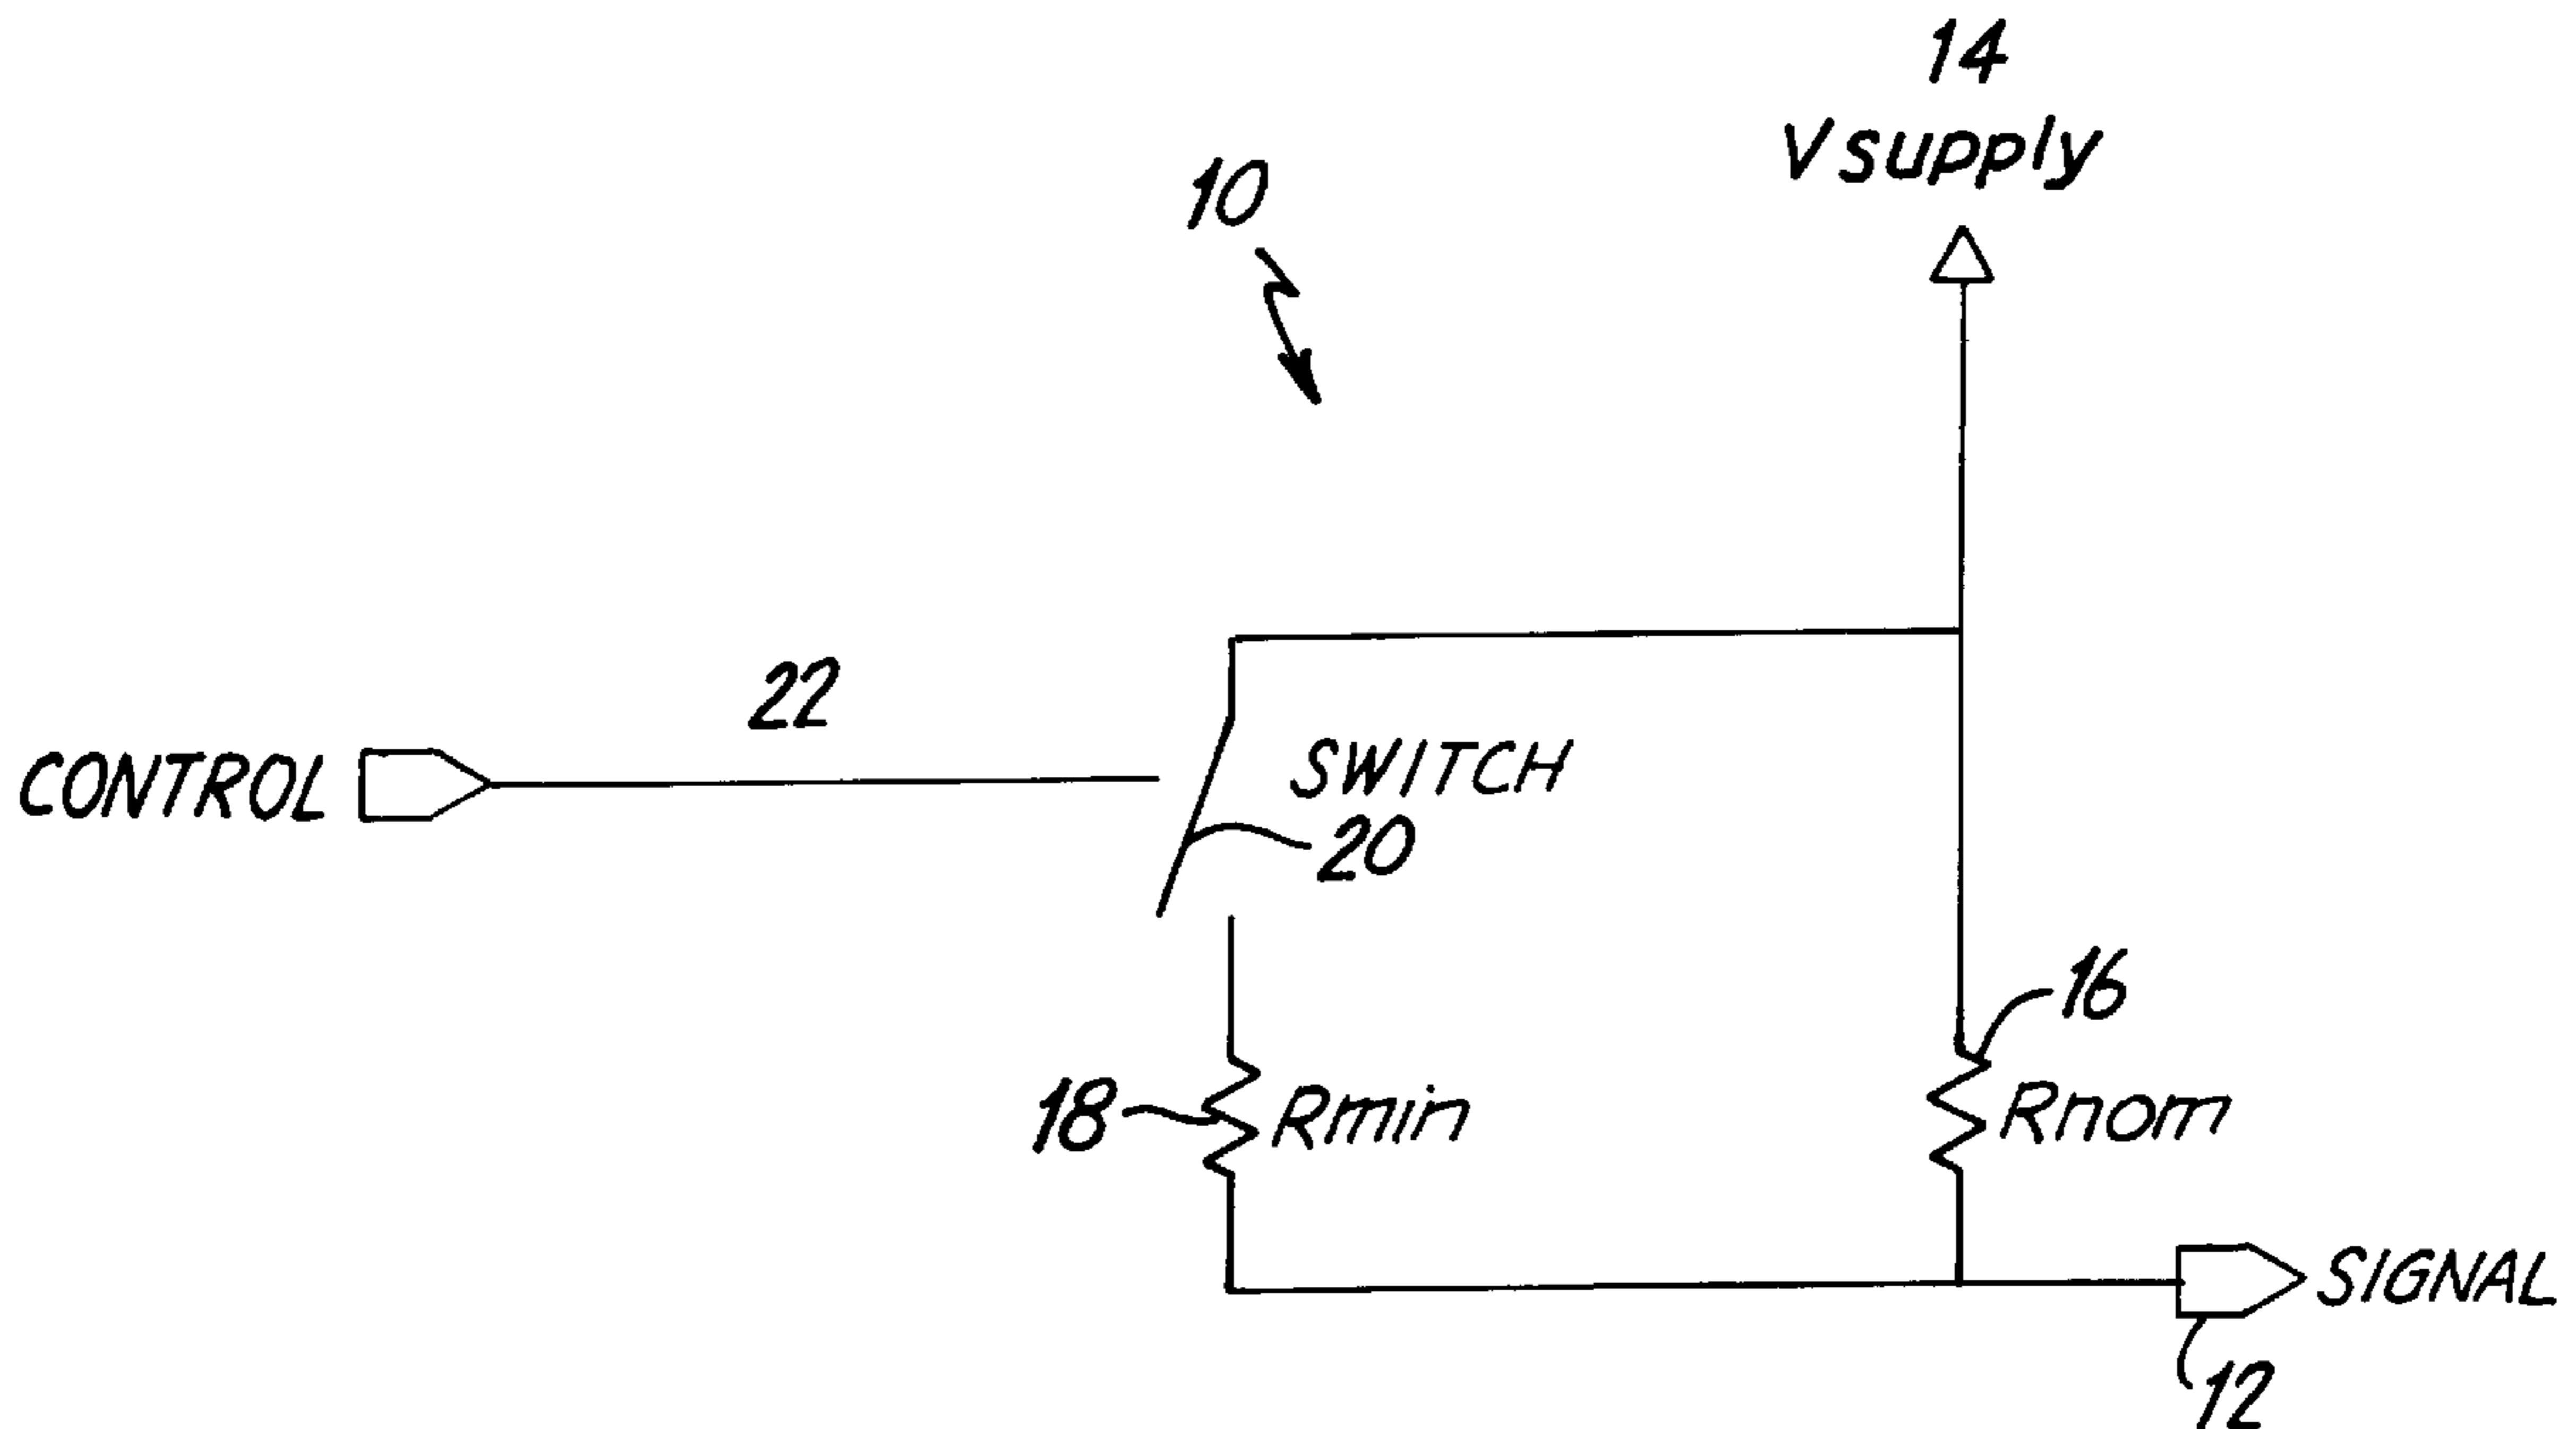 14
Vsupply
10
22
CONTROL
SWITCH
20
16
18
Rmin
Rnom
SIGNAL
12